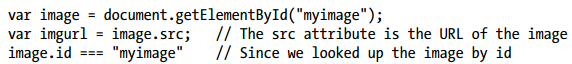 var image = document.getElementById("myimage");
var imgurl = image.src;   // The src attribute is the URL of the image
image.id === "myimage"    // Since we looked up the image by id